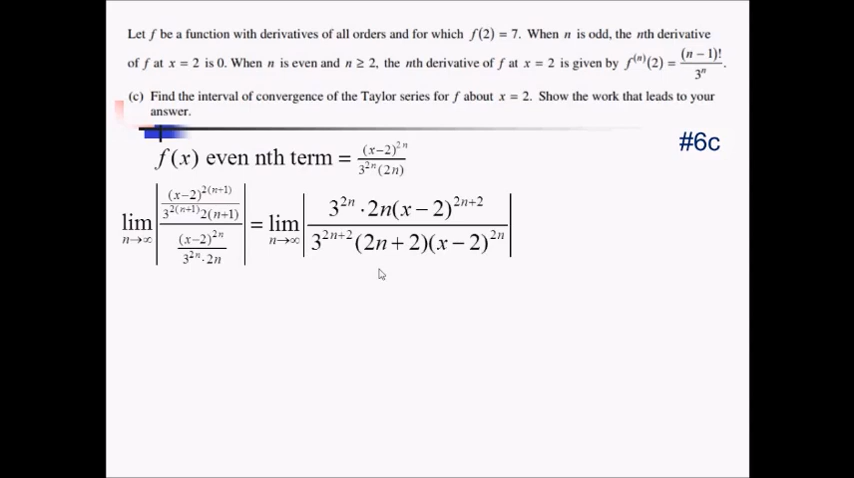 Let f be a function with derivatives of all orders and for which f(2) = 7. When n is odd, the nth derivative
of f at x = 2 is 0. When n is even and n ≥ 2, the nth derivative of f at x = 2 is given by f^(n)(2) = (n − 1)! / 3^n.
(c) Find the interval of convergence of the Taylor series for f about x = 2. Show the work that leads to your
answer.
#6c
f(x) even nth term = (x−2)^{2n} / (3^{2n}(2n))
lim_{n→∞} | ((x−2)^{2(n+1)} / (3^{2(n+1)} 2(n+1))) / ((x−2)^{2n} / (3^{2n} · 2n)) | = lim_{n→∞} | (3^{2n} · 2n(x − 2)^{2n+2}) / (3^{2n+2}(2n + 2)(x − 2)^{2n}) |